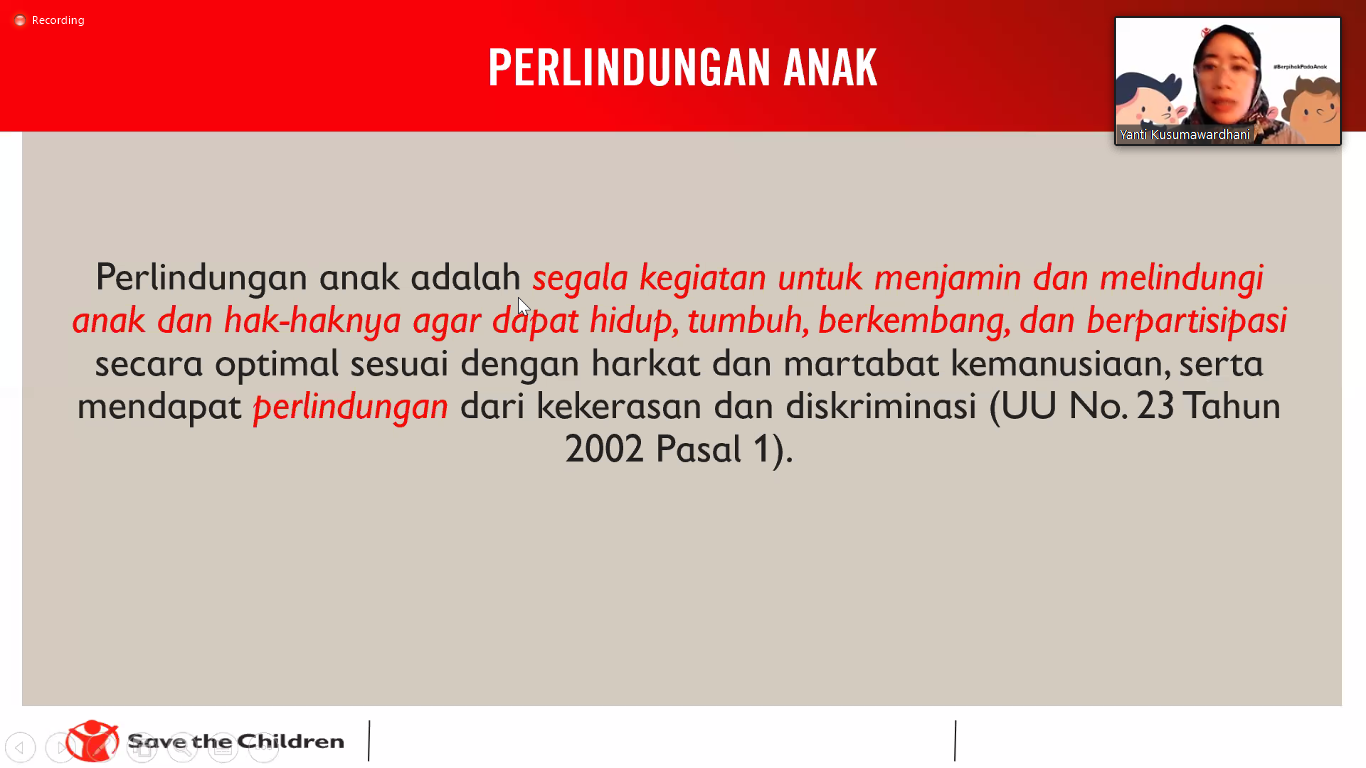 Recording
PERLINDUNGAN ANAK
#BerpihakPadaAnak
Yanti Kusumawardhani
Perlindungan anak adalah segala kegiatan untuk menjamin dan melindungi
anak dan hak-haknya agar dapat hidup, tumbuh, berkembang, dan berpartisipasi
secara optimal sesuai dengan harkat dan martabat kemanusiaan, serta
mendapat perlindungan dari kekerasan dan diskriminasi (UU No. 23 Tahun
2002 Pasal 1).
Save the Children